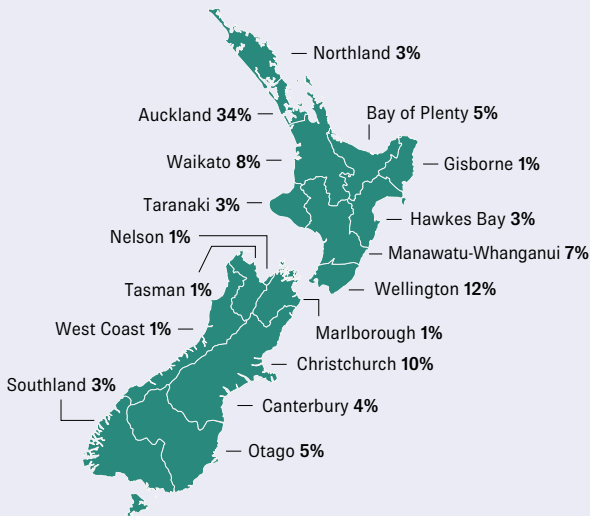 Northland 3%
Auckland 34%
Bay of Plenty 5%
Waikato 8%
Gisborne 1%
Taranaki 3%
Hawkes Bay 3%
Nelson 1%
Manawatu-Whanganui 7%
Tasman 1%
Wellington 12%
West Coast 1%
Marlborough 1%
Christchurch 10%
Southland 3%
Canterbury 4%
Otago 5%